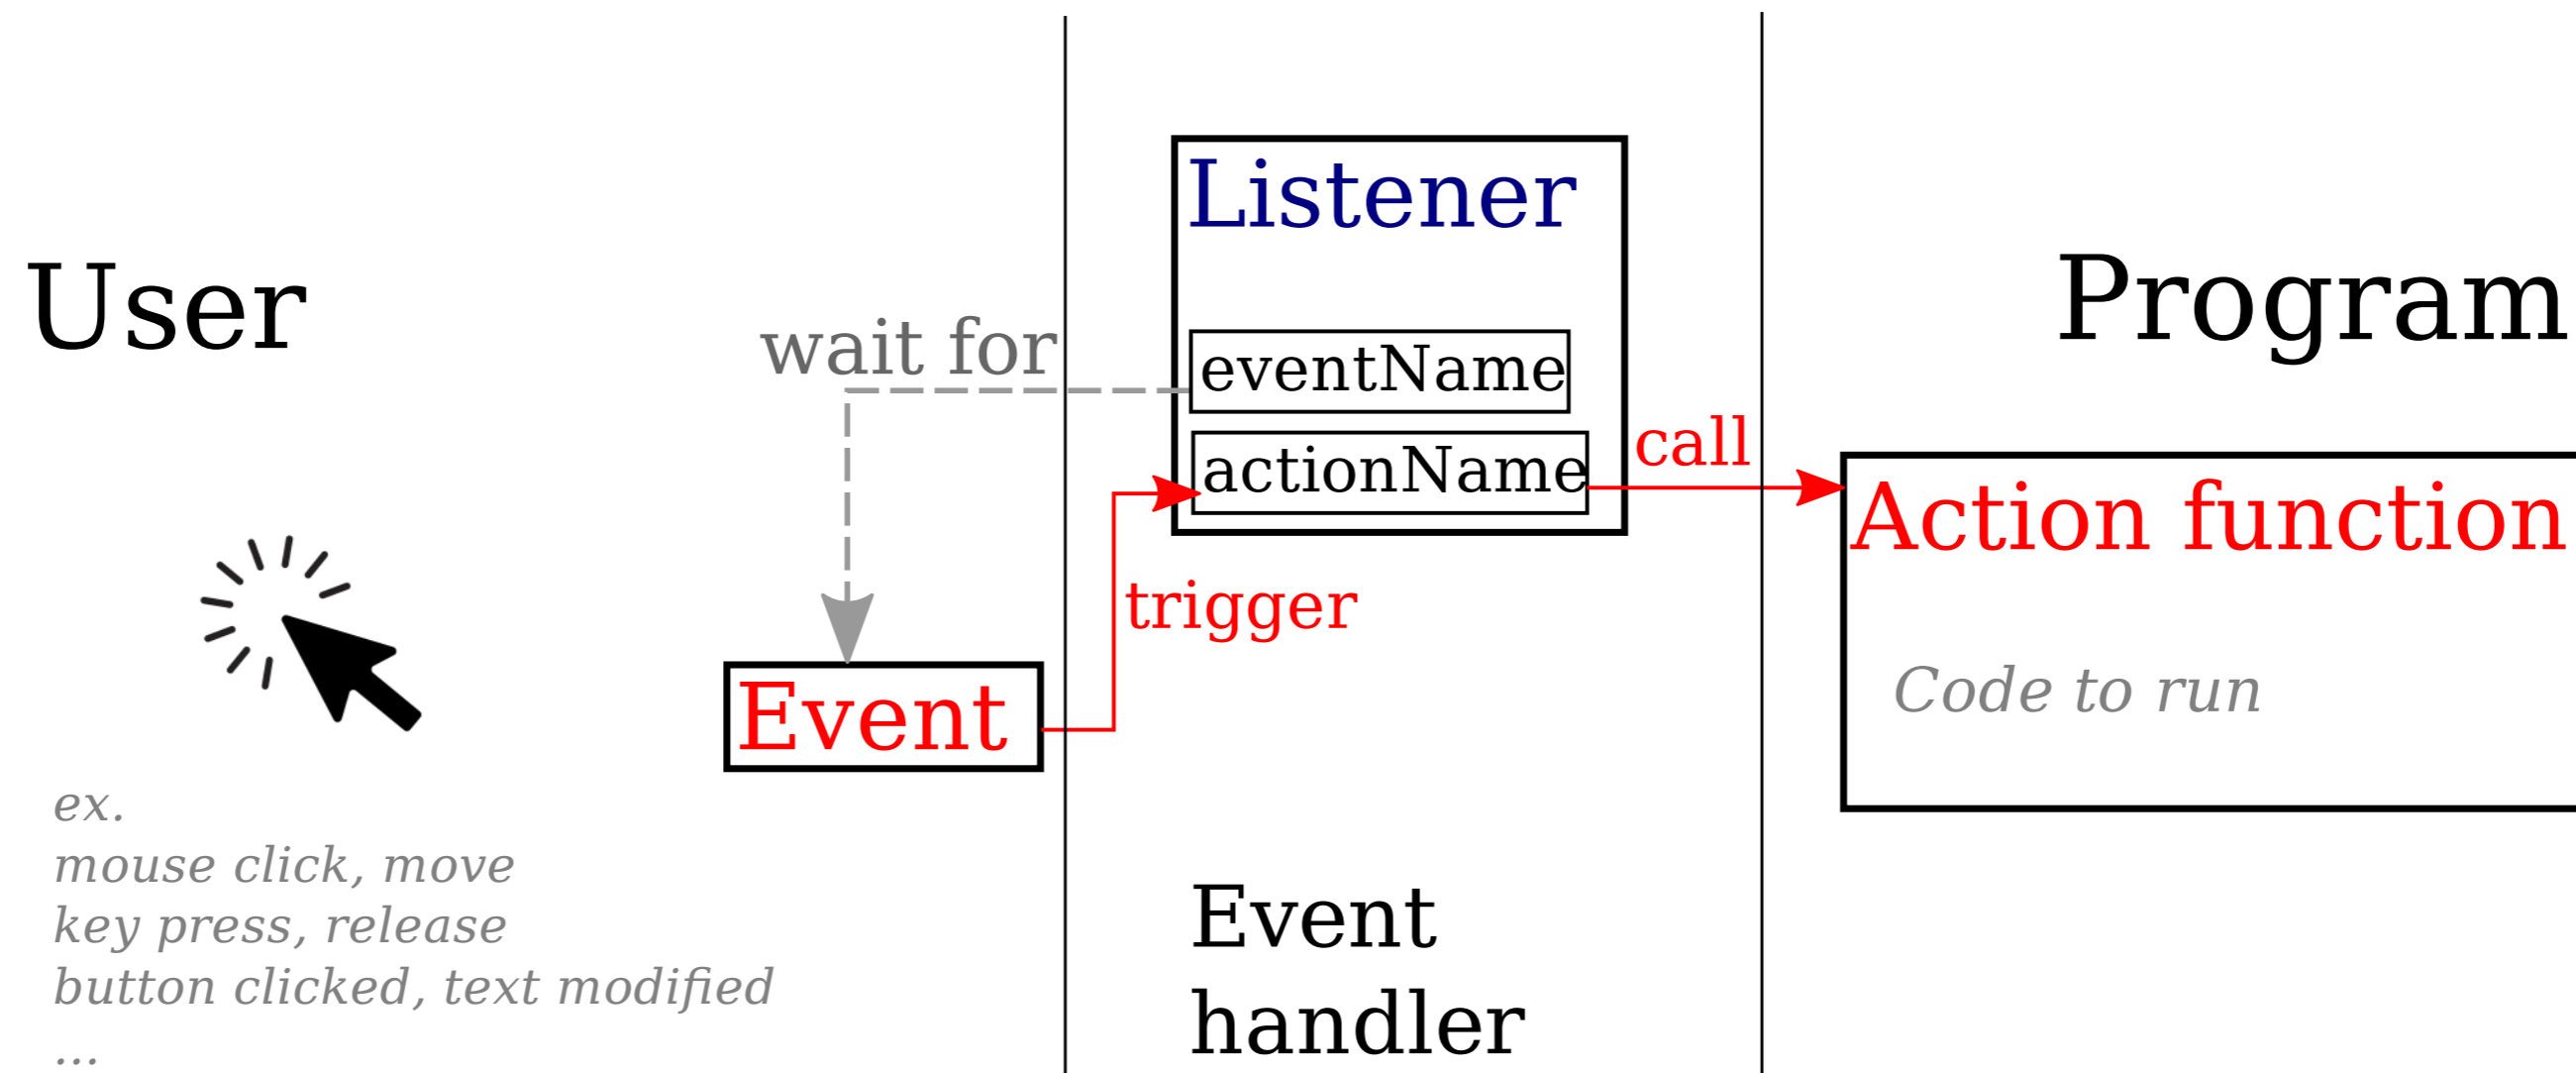 User
wait for
Event
ex.
mouse click, move
key press, release
button clicked, text modified
...
Listener
eventName
actionName
trigger
call
Event
handler
Program
Action function
Code to run